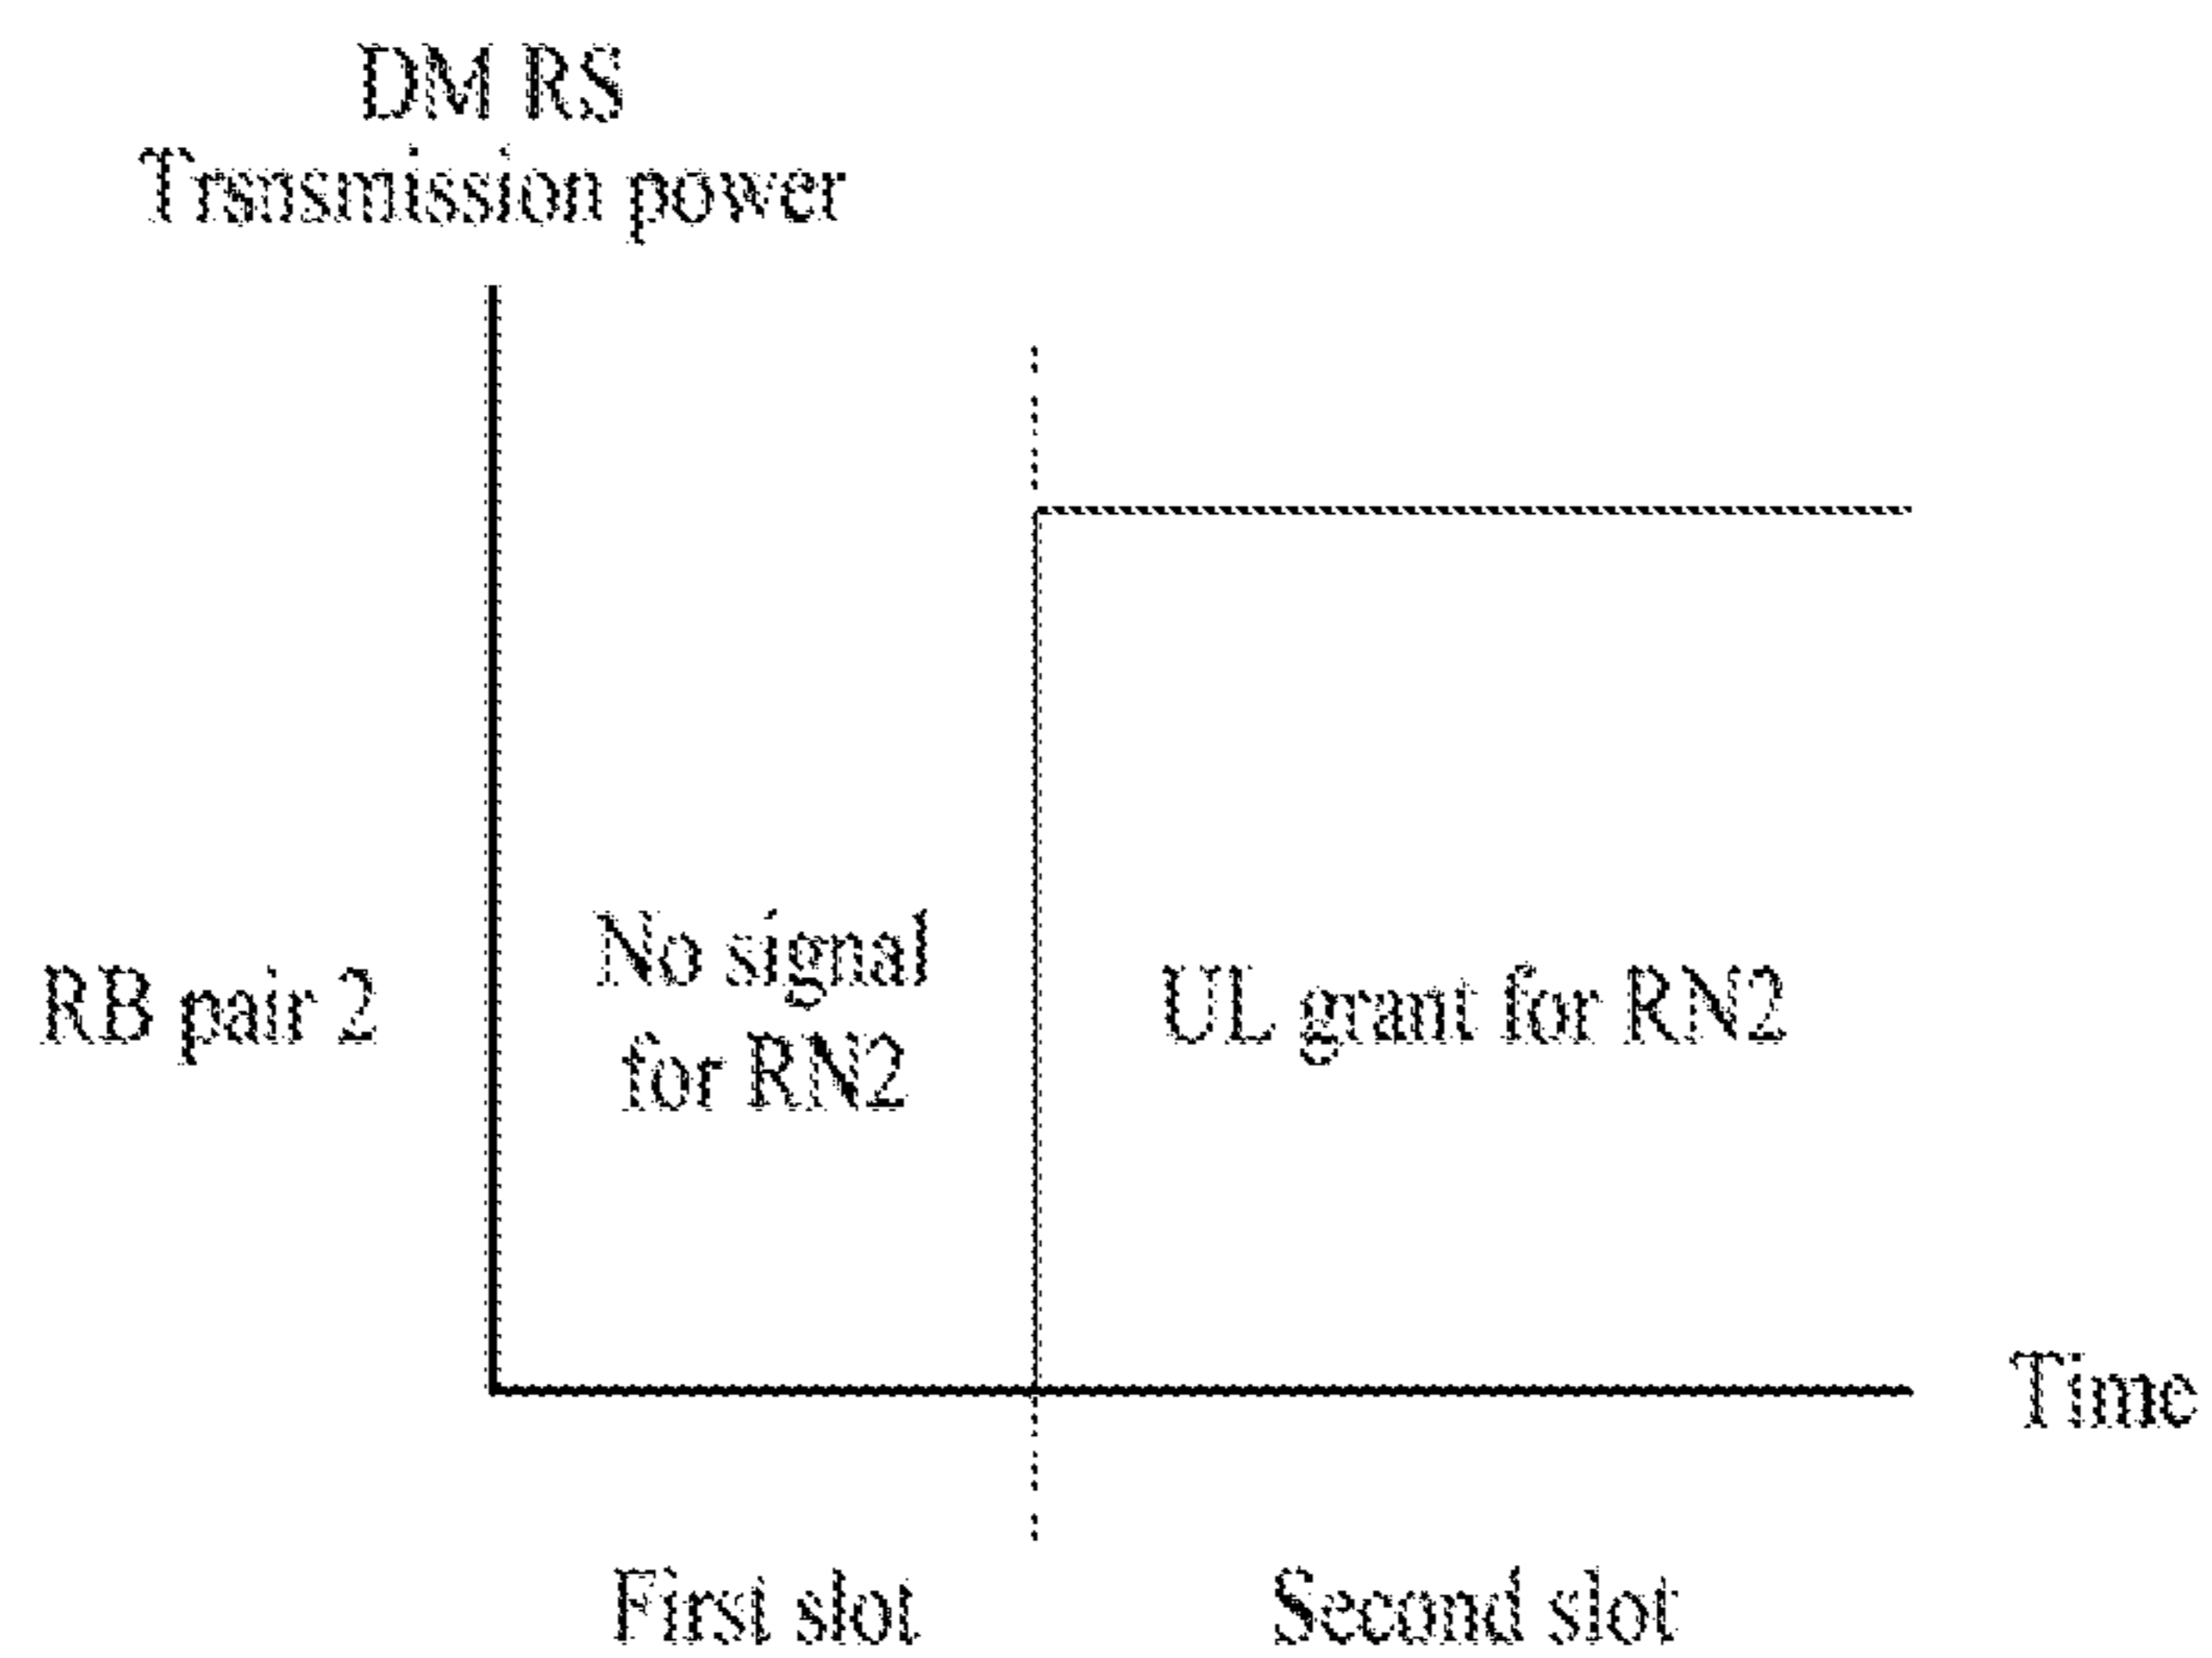 DM RS
Trsnsmission power
RB pair 2
No signal
for RN2
UL grant for RN2
Time
First slot
Second slot